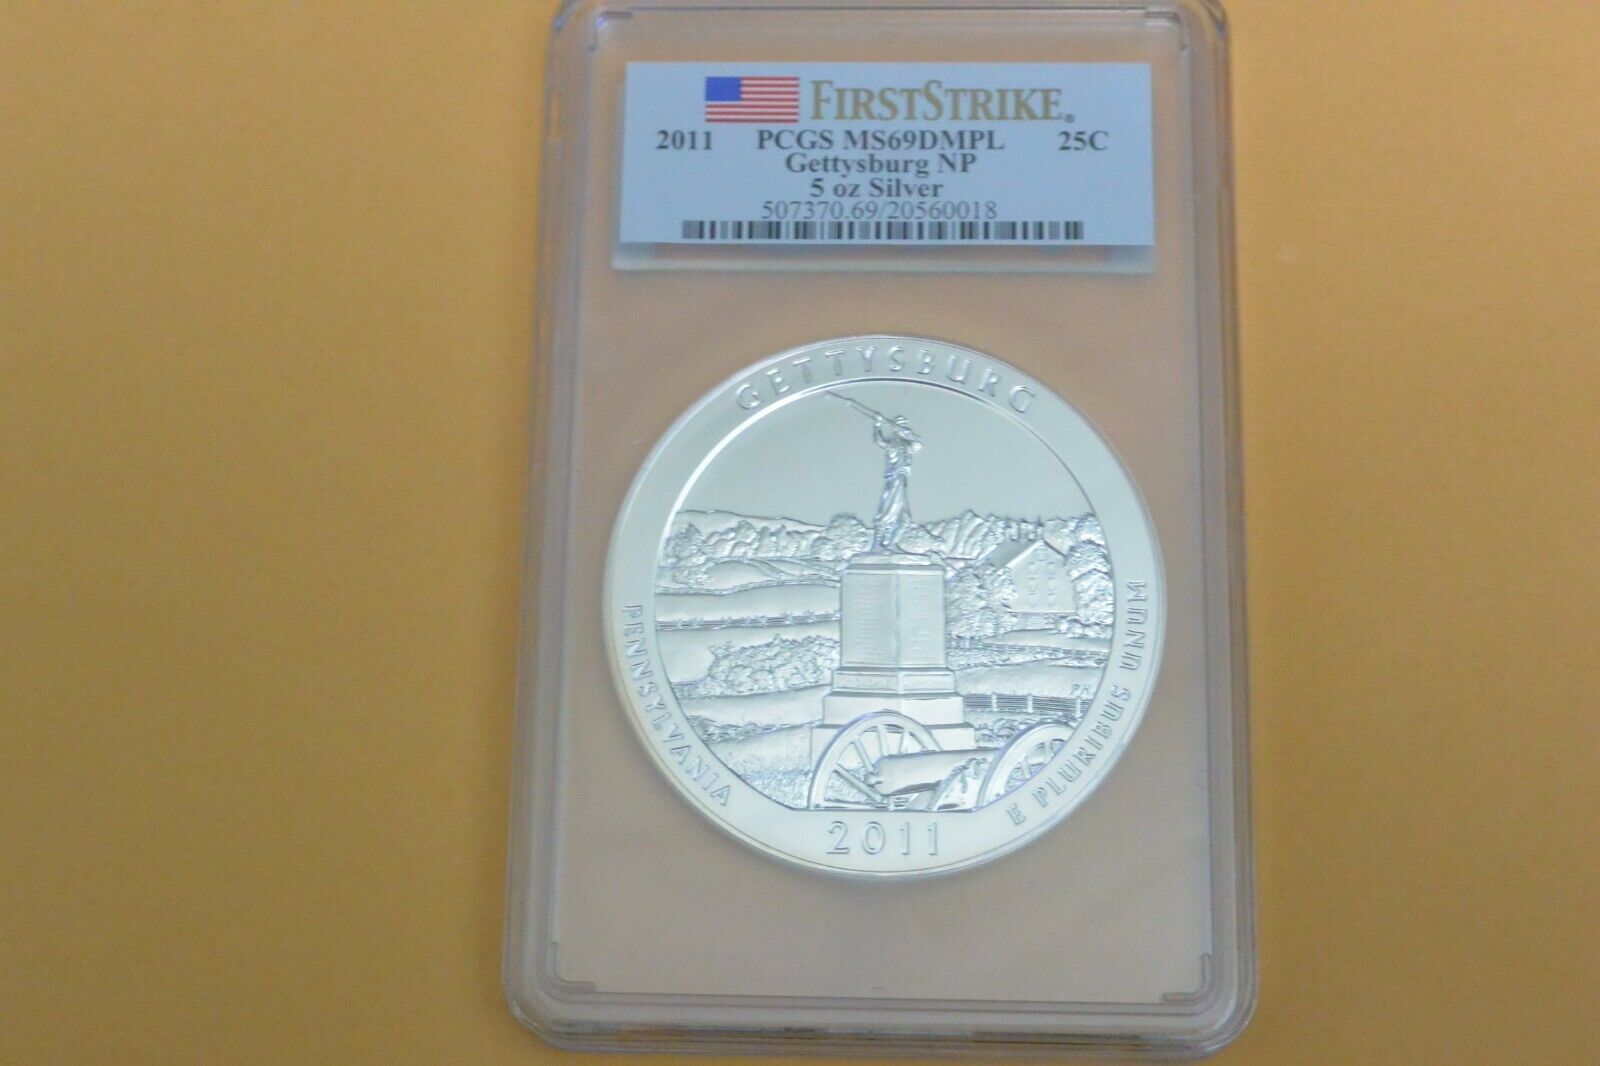 FIRSTSTRIKE®
2011 PCGS MS69DMPL 25C
Gettysburg NP
5 oz Silver
507370.69/20560018
GETTYSBURG
PENNSYLVANIA
2011
E PLURIBUS UNUM